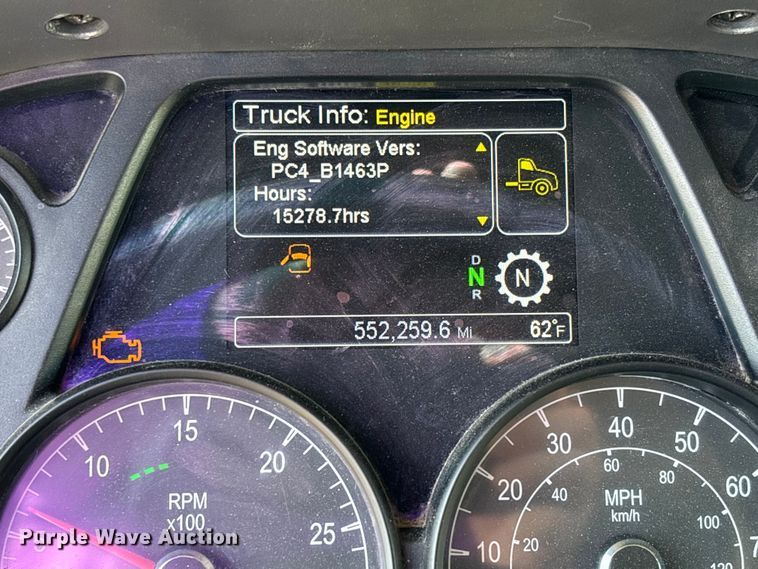 Truck Info: Engine
Eng Software Vers:
PC4_B1463P
Hours:
15278.7hrs
D
N
R
N
552,259.6 Mi
62°F
10
15
20
25
RPM
x100
10
20
30
40
50
60
20
40
60
80
100
120
MPH
km/h
Purple Wave Auction